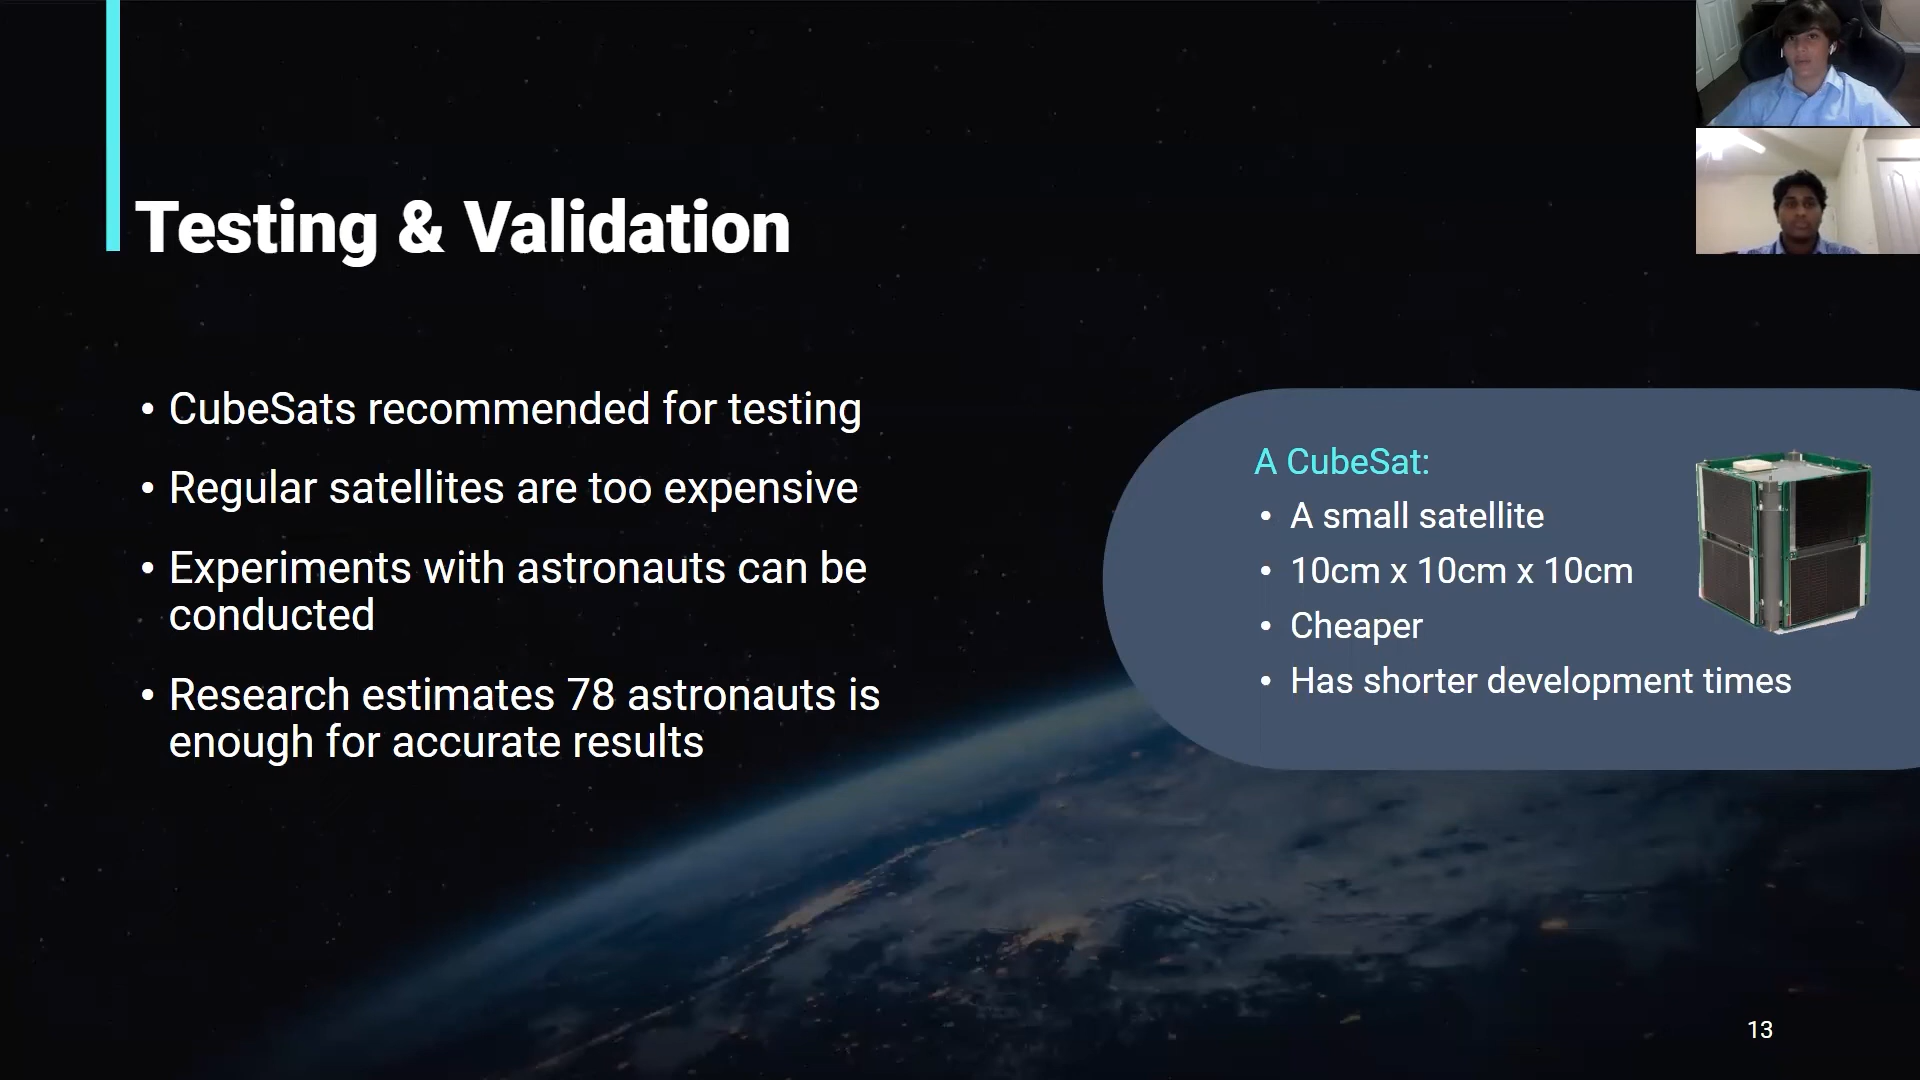 Testing & Validation
• CubeSats recommended for testing
• Regular satellites are too expensive
• Experiments with astronauts can be
conducted
• Research estimates 78 astronauts is
enough for accurate results
A CubeSat:
• A small satellite
• 10cm x 10cm x 10cm
• Cheaper
• Has shorter development times
13